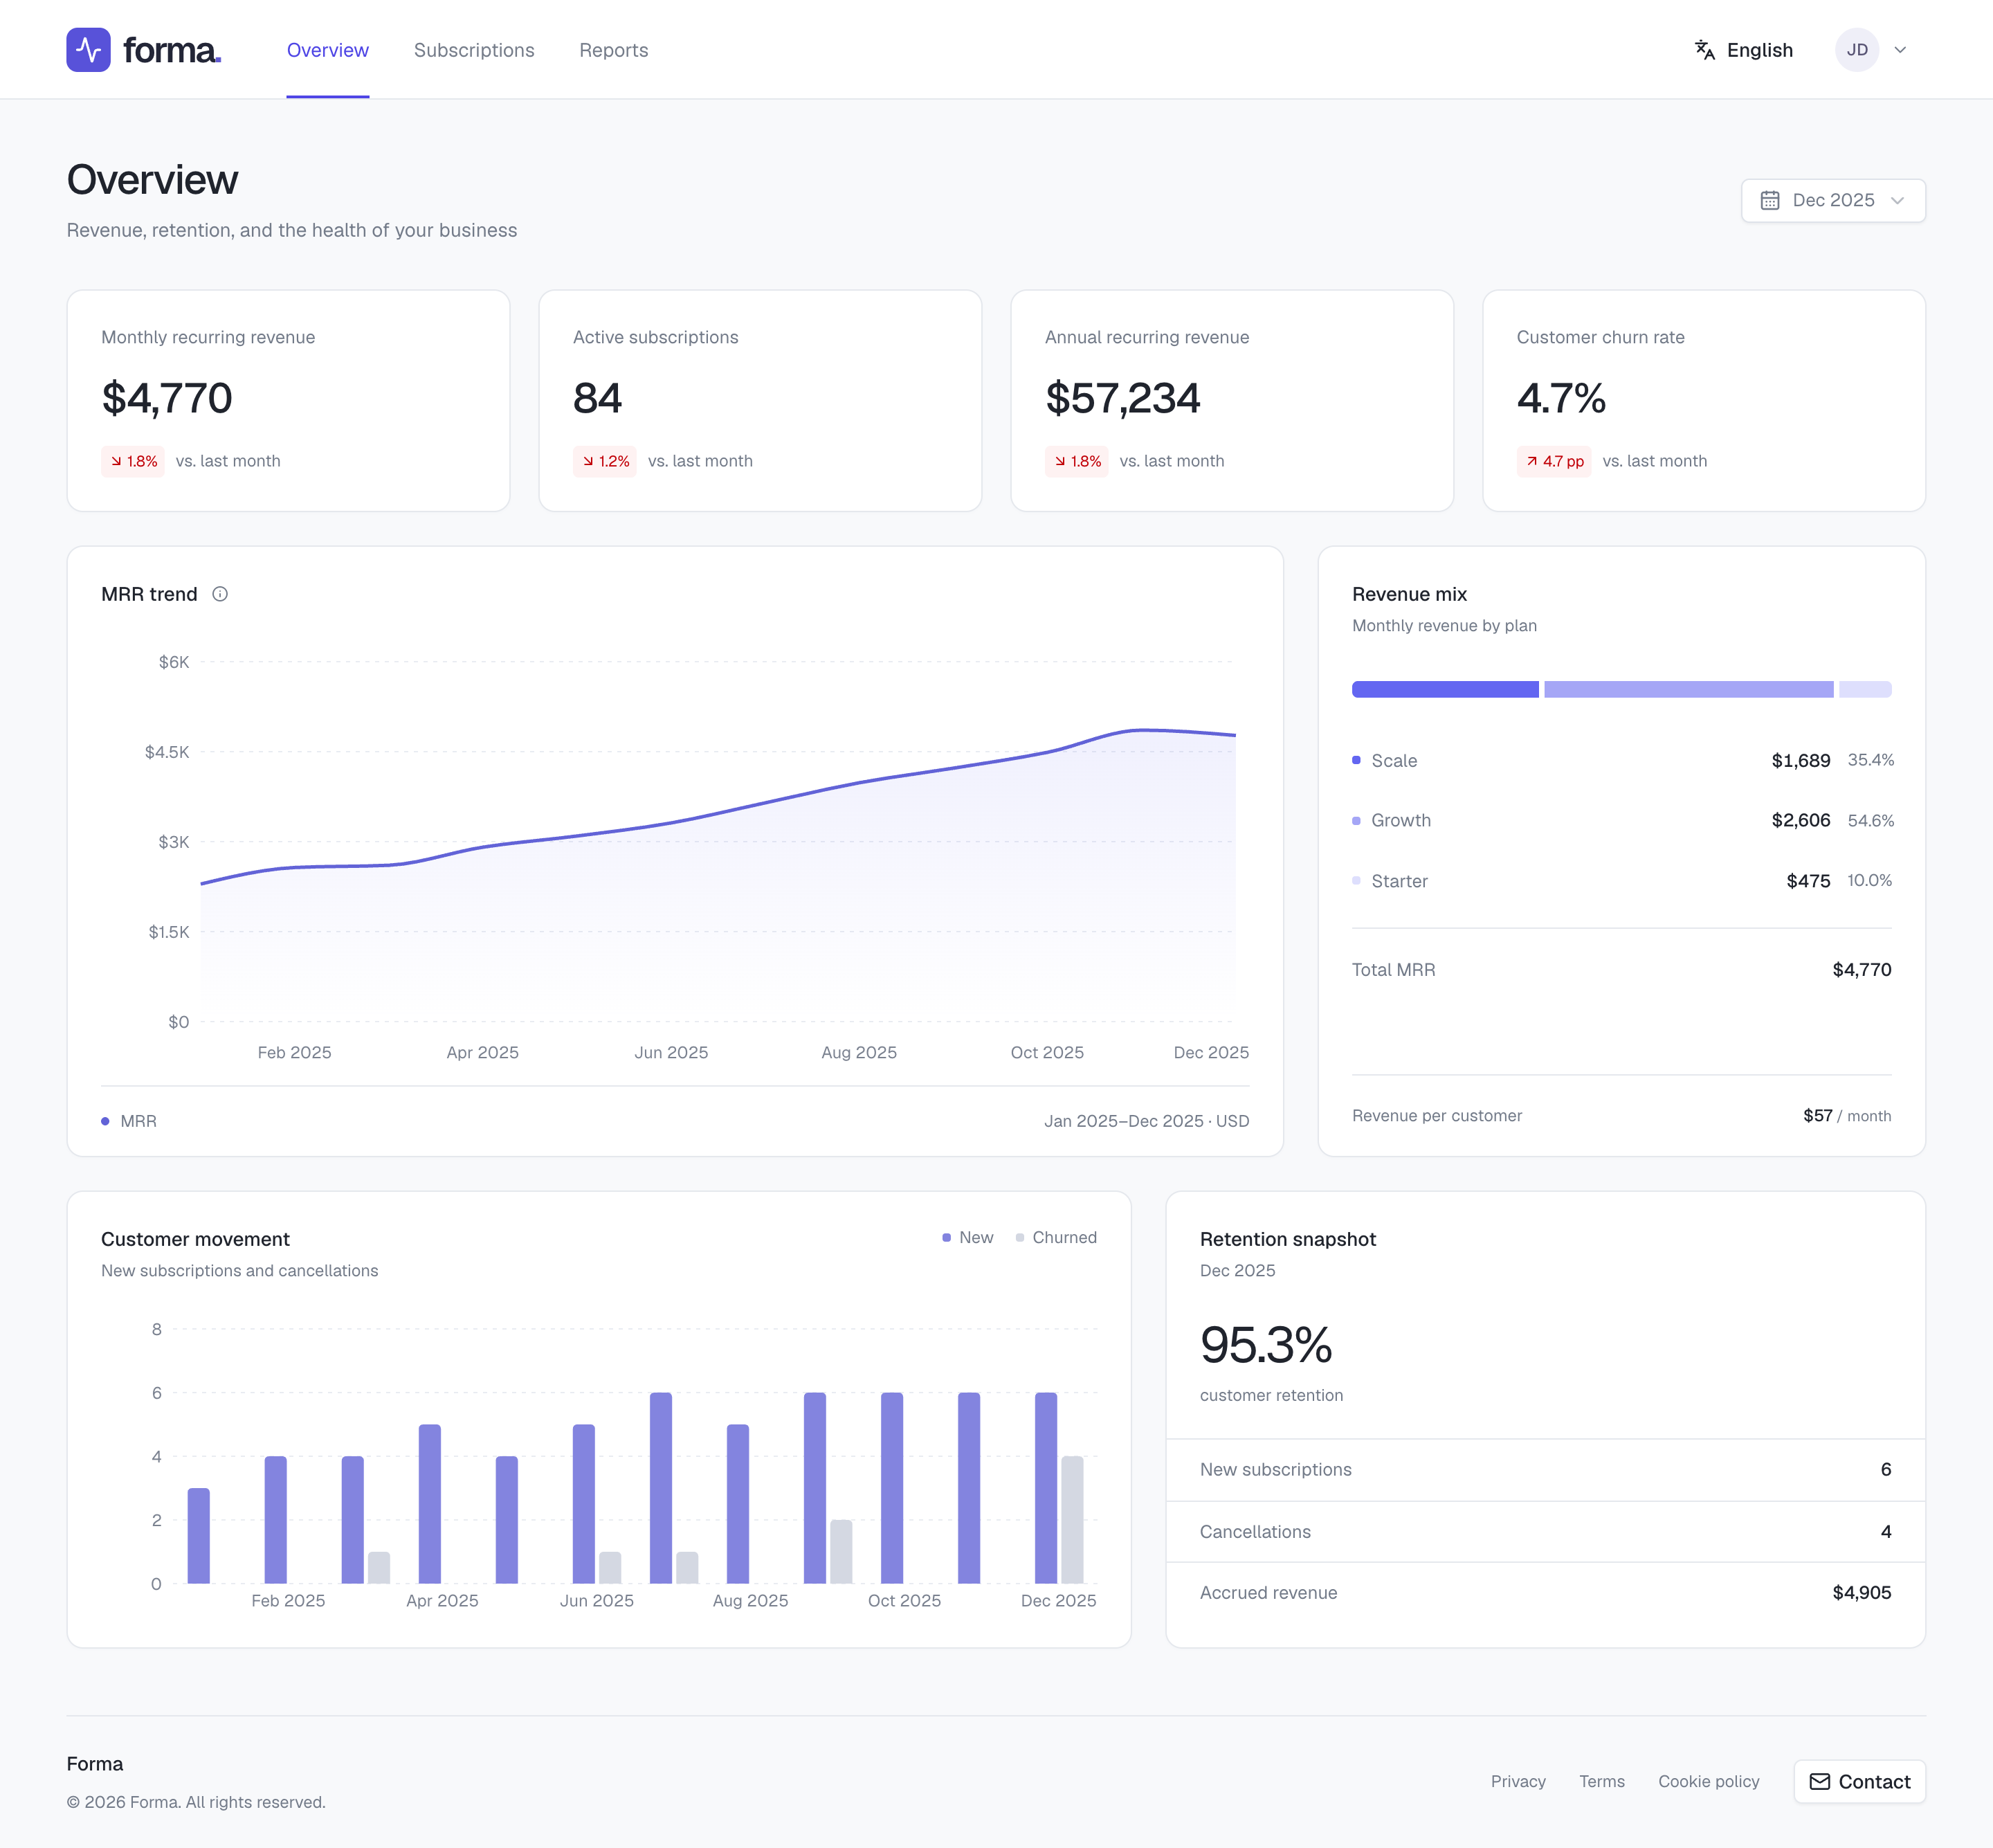 forma.
Overview
Subscriptions
Reports
English
JD
Overview
Revenue, retention, and the health of your business
Dec 2025
Monthly recurring revenue
$4,770
1.8% vs. last month
Active subscriptions
84
1.2% vs. last month
Annual recurring revenue
$57,234
1.8% vs. last month
Customer churn rate
4.7%
4.7 pp vs. last month
MRR trend
$6K
$4.5K
$3K
$1.5K
$0
Feb 2025 Apr 2025 Jun 2025 Aug 2025 Oct 2025 Dec 2025
MRR
Jan 2025–Dec 2025 · USD
Revenue mix
Monthly revenue by plan
Scale $1,689 35.4%
Growth $2,606 54.6%
Starter $475 10.0%
Total MRR $4,770
Revenue per customer $57 / month
Customer movement
New subscriptions and cancellations
New Churned
8
6
4
2
0
Feb 2025 Apr 2025 Jun 2025 Aug 2025 Oct 2025 Dec 2025
Retention snapshot
Dec 2025
95.3%
customer retention
New subscriptions 6
Cancellations 4
Accrued revenue $4,905
Forma
© 2026 Forma. All rights reserved.
Privacy
Terms
Cookie policy
Contact